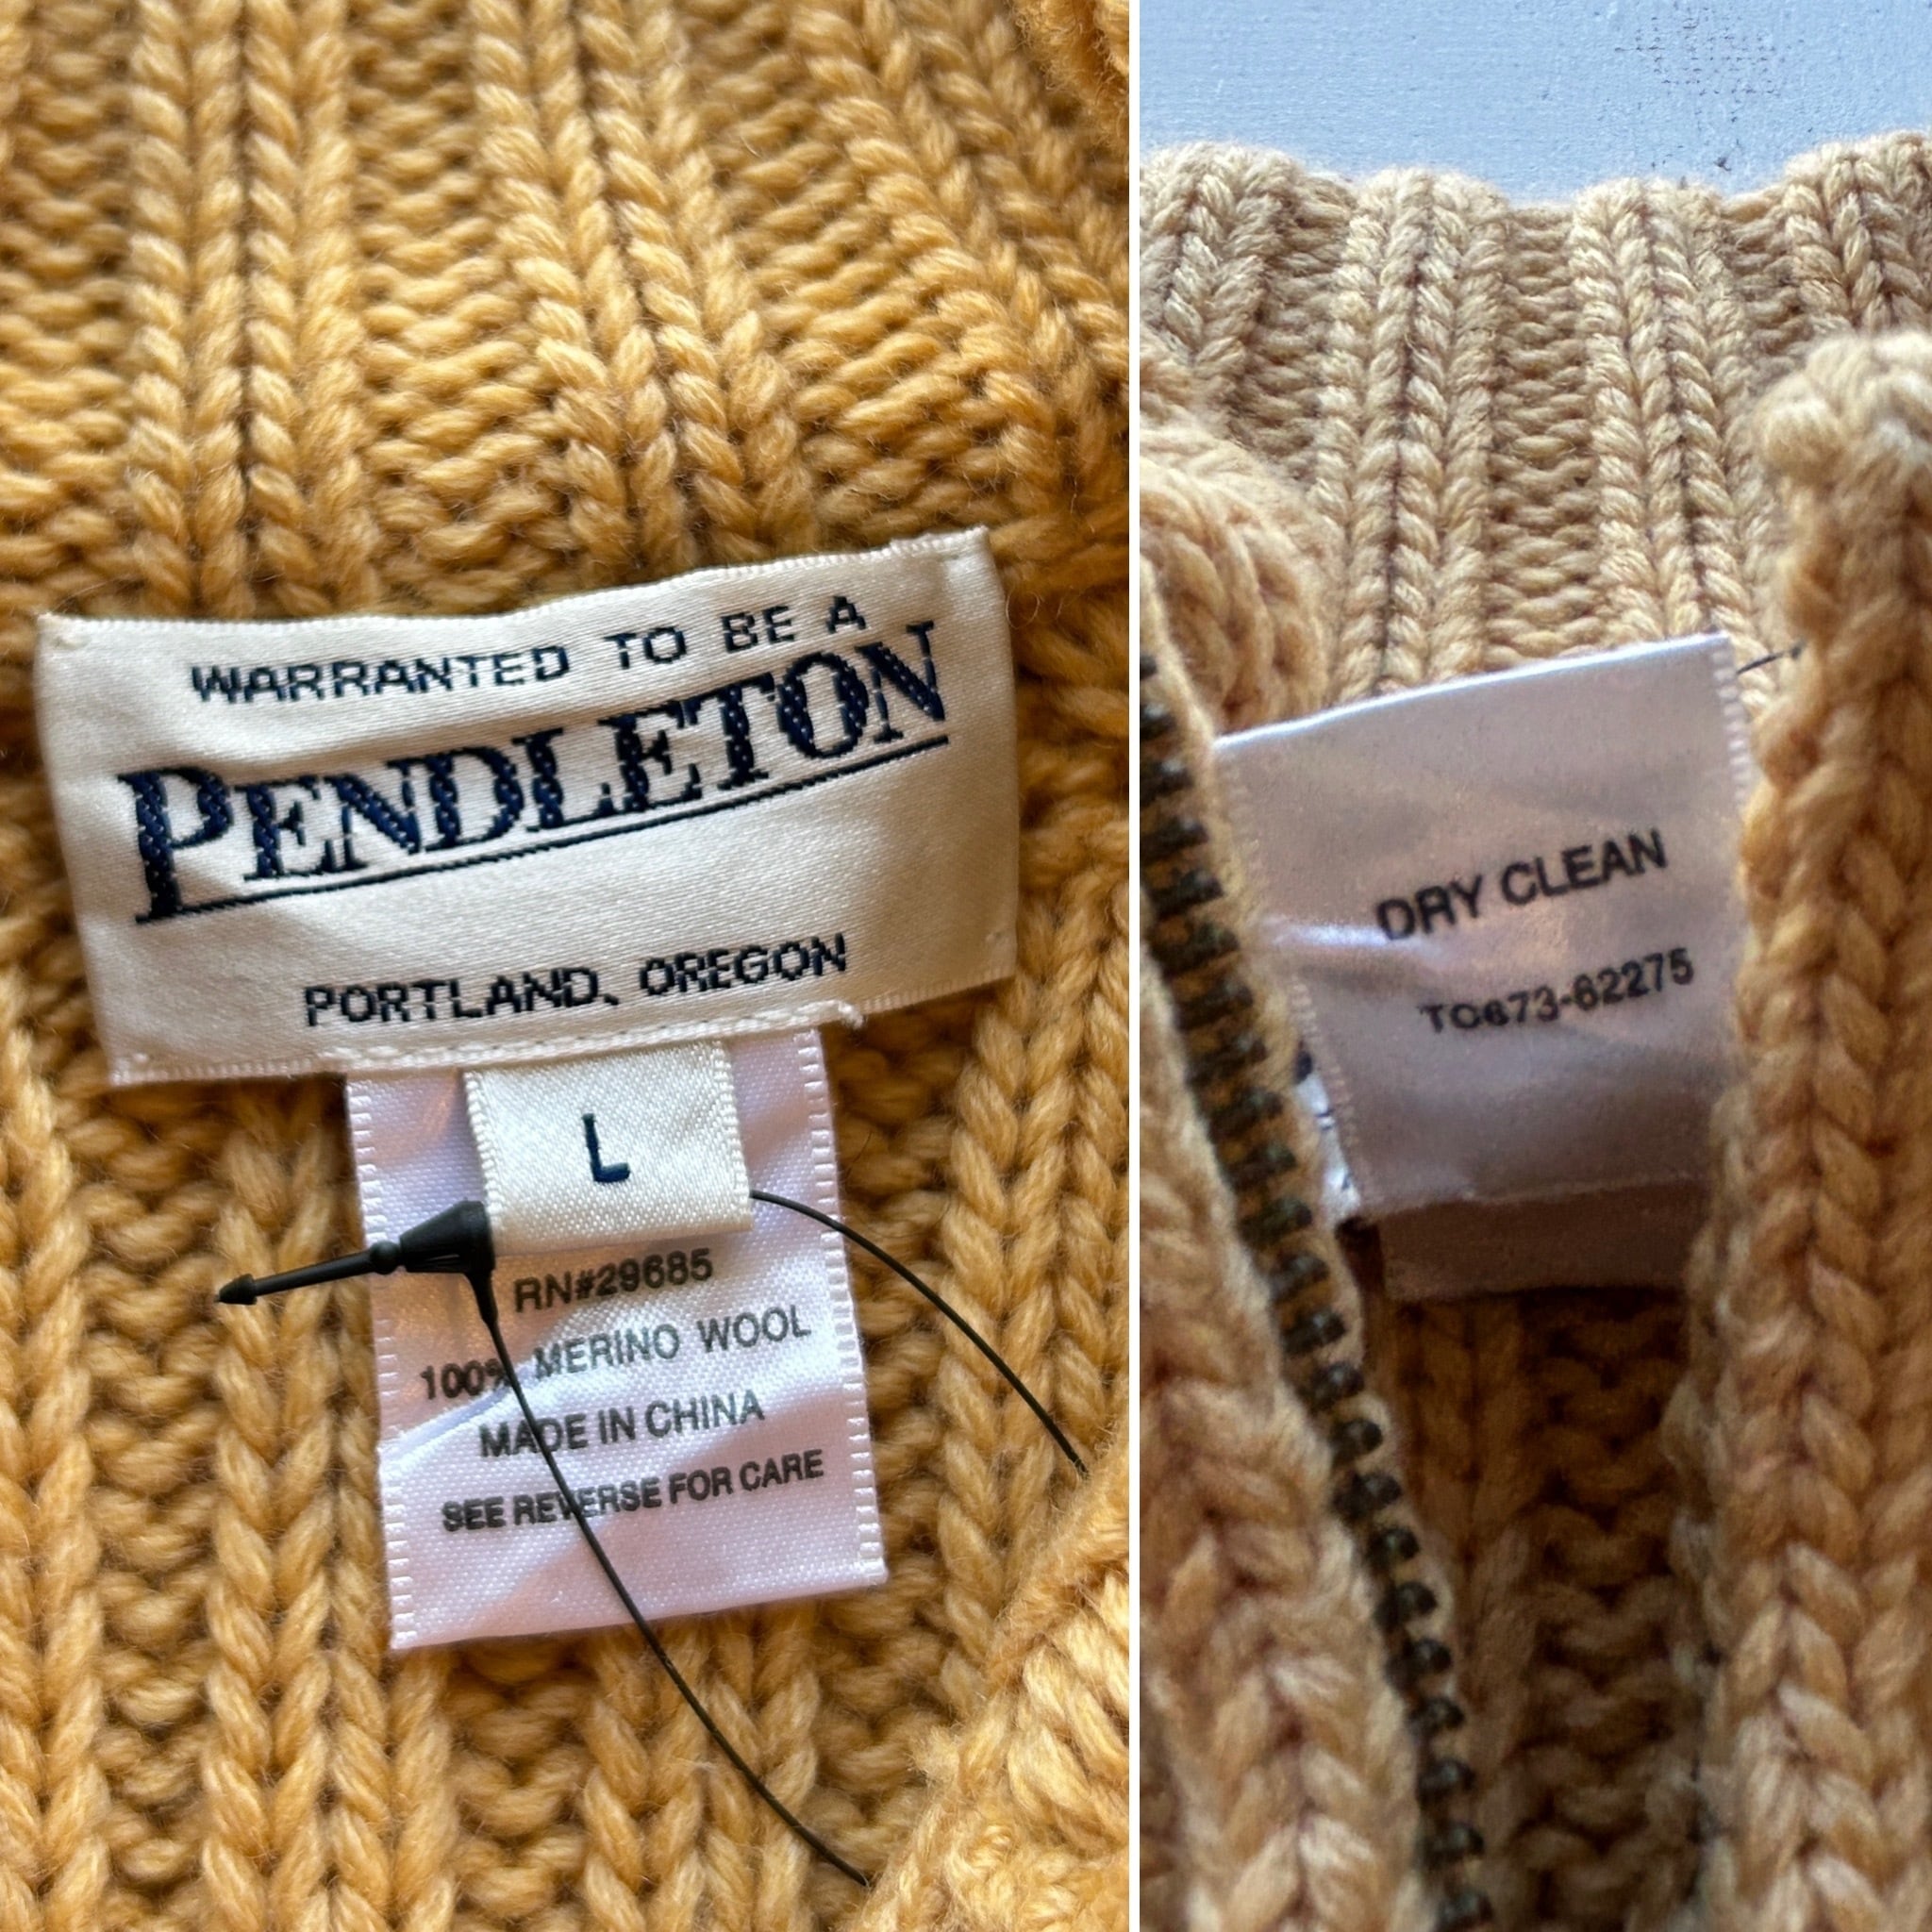 WARRANTED TO BE A
PENDLETON
PORTLAND, OREGON
L
RN#29685
100% MERINO WOOL
MADE IN CHINA
SEE REVERSE FOR CARE
DRY CLEAN
TC673-62275